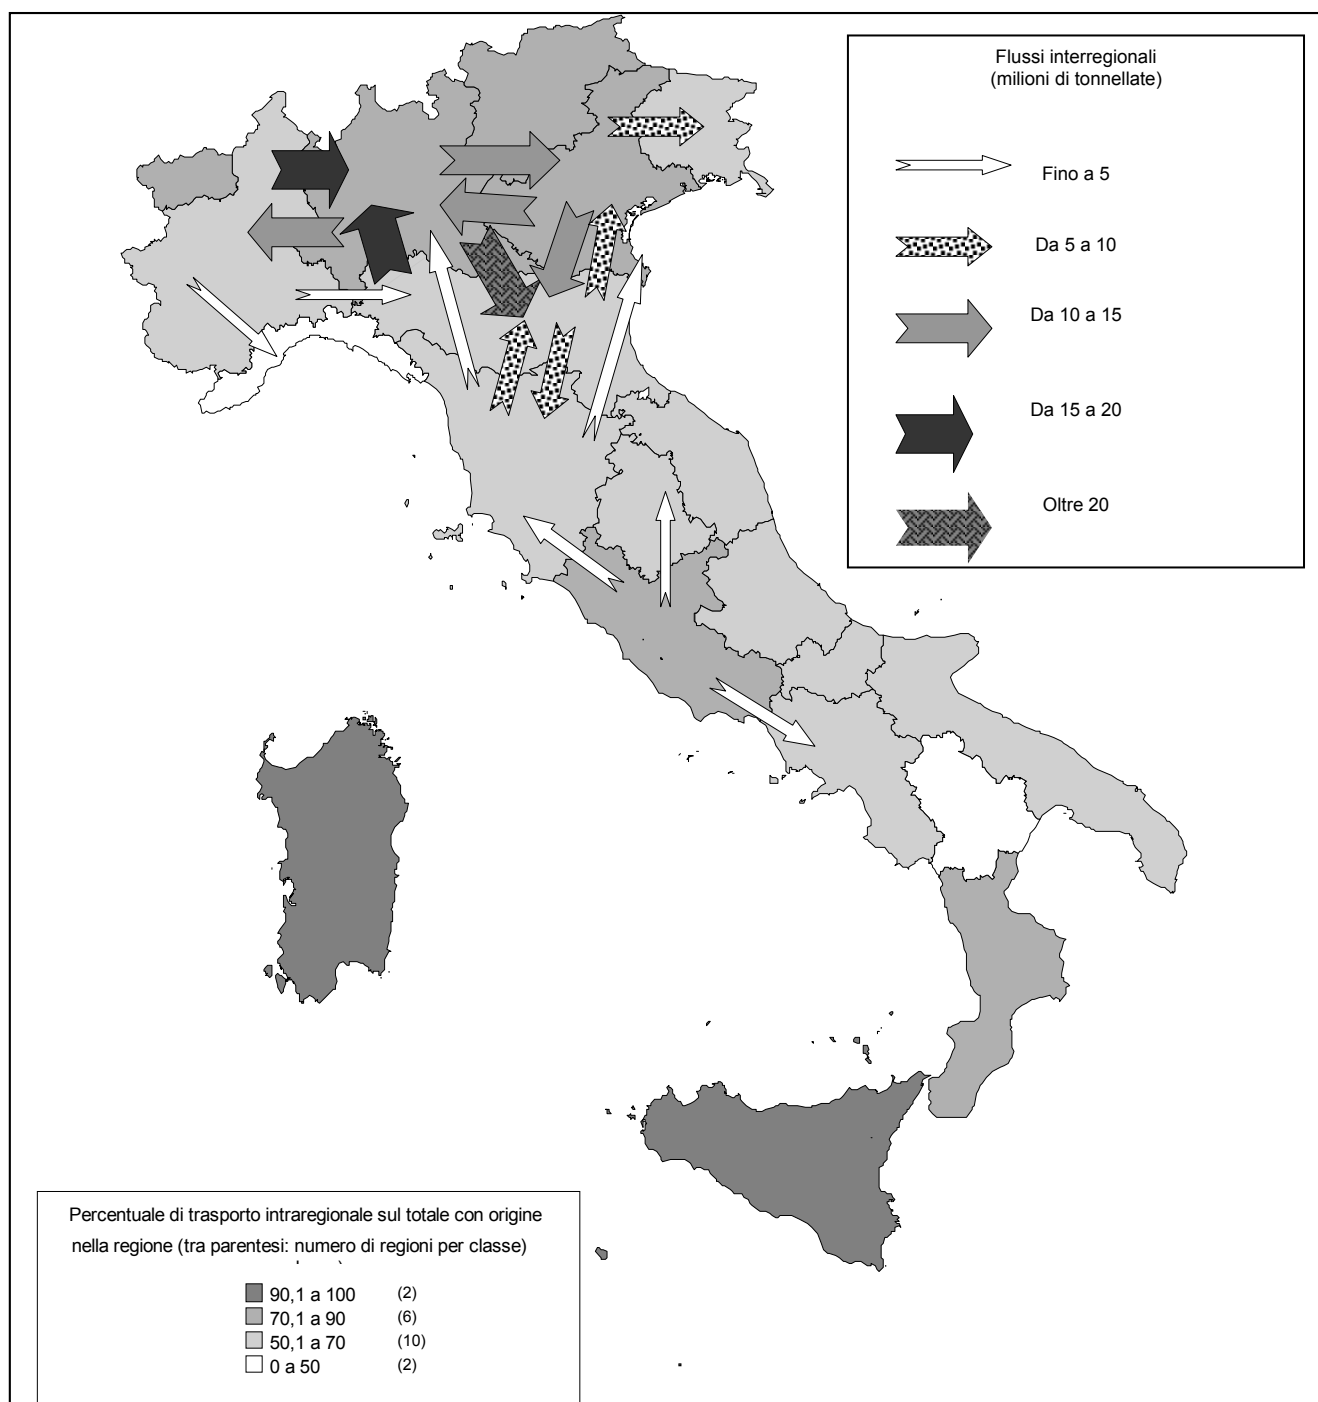 Flussi interregionali
(milioni di tonnellate)
Fino a 5
Da 5 a 10
Da 10 a 15
Da 15 a 20
Oltre 20
Percentuale di trasporto intraregionale sul totale con origine
nella regione (tra parentesi: numero di regioni per classe)
90,1 a 100 (2)
70,1 a 90 (6)
50,1 a 70 (10)
0 a 50 (2)